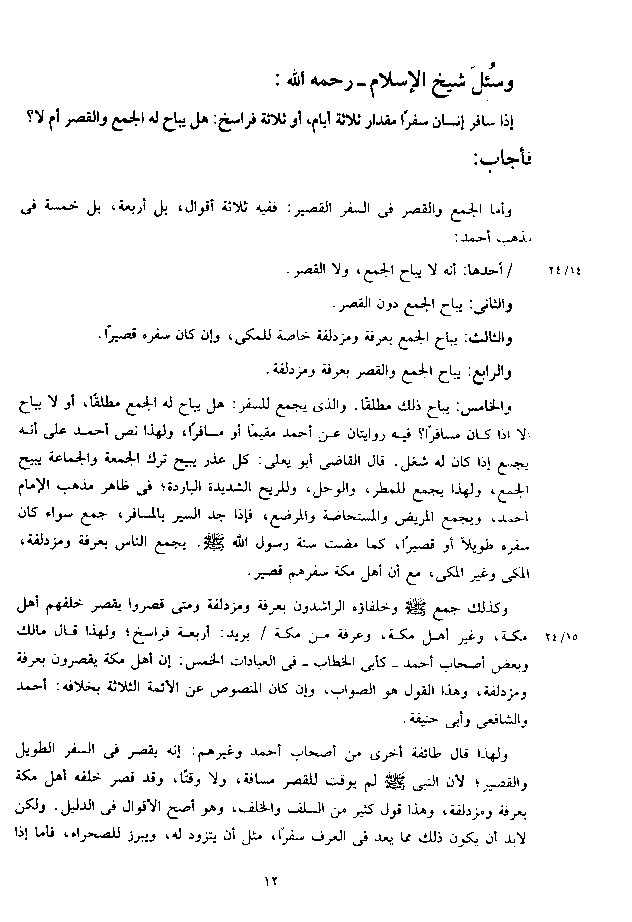 وسُئلَ شيخ الإسلام ـ رحمه الله :
إذا سافر إنسان سفرًا مقدار ثلاثة أيام، أو ثلاثة فراسخ: هل يباح له الجمع والقصر أم لا؟
فأجاب:
وأما الجمع والقصر فى السفر القصير: ففيه ثلاثة أقوال، بل أربعة، بل خمسة فى
مذهب أحمد:
٢٤/١٤ / أحدها: أنه لا يباح الجمع، ولا القصر.
والثانى: يباح الجمع دون القصر.
والثالث: يباح الجمع بعرفة ومزدلفة خاصة للمكى، وإن كان سفره قصيرًا.
والرابع: يباح الجمع والقصر بعرفة ومزدلفة.
والخامس: يباح ذلك مطلقًا. والذى يجمع للسفر: هل يباح له الجمع مطلقًا، أو لا يباح
إلا إذا كان مسافرًا؟ فيه روايتان عن أحمد مقيمًا أو مسافرًا، ولهذا نص أحمد على أنه
يجمع إذا كان له شغل. قال القاضى أبو يعلى: كل عذر يبيح ترك الجمعة والجماعة يبيح
الجمع، ولهذا يجمع للمطر، والوحل، وللريح الشديدة الباردة؛ فى ظاهر مذهب الإمام
أحمد، ويجمع المريض والمستحاضة والمرضع، فإذا جد السير بالمسافر، جمع سواء كان
سفره طويلاً أو قصيرًا، كما مضت سنة رسول الله ﷺ. يجمع الناس بعرفة ومزدلفة،
المكى وغير المكى، مع أن أهل مكة سفرهم قصير.
وكذلك جمع ﷺ وخلفاؤه الراشدون بعرفة ومزدلفة ومتى قصروا يقصر خلفهم أهل
٢٤/١٥ مكة، وغير أهل مكة، وعرفة من مكة / بريد: أربعة فراسخ؛ ولهذا قال مالك
وبعض أصحاب أحمد ـ كأبى الخطاب ـ فى العبادات الخمس: إن أهل مكة يقصرون بعرفة
ومزدلفة، وهذا القول هو الصواب، وإن كان المنصوص عن الأئمة الثلاثة بخلافه: أحمد
والشافعى وأبى حنيفة.
ولهذا قال طائفة أخرى من أصحاب أحمد وغيرهم: إنه يقصر فى السفر الطويل
والقصير؛ لأن النبى ﷺ لم يوقت للقصر مسافة، ولا وقتًا، وقد قصر خلفه أهل مكة
بعرفة ومزدلفة، وهذا قول كثير من السلف والخلف، وهو أصح الأقوال فى الدليل. ولكن
لابد أن يكون ذلك مما يعد فى العرف سفرًا، مثل أن يتزود له، ويبرز للصحراء، فأما إذا
١٢